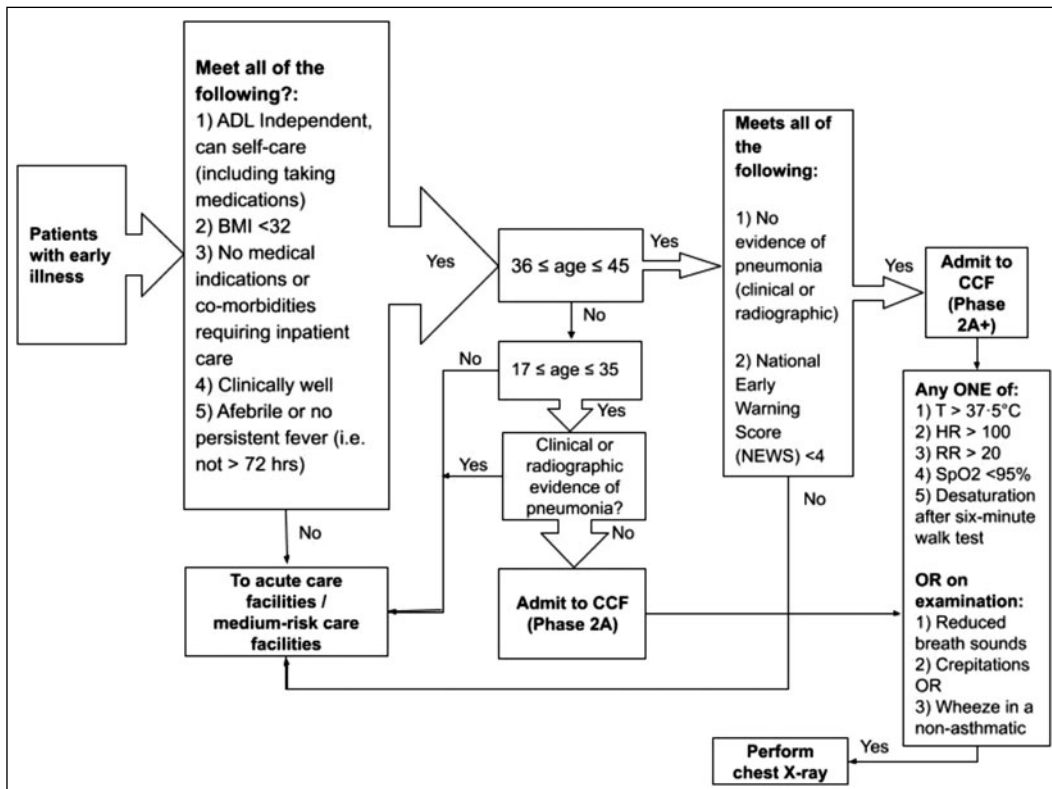 Patients
with early
illness
Meet all of the
following?:
1) ADL Independent,
can self-care
(including taking
medications)
2) BMI <32
3) No medical
indications or
co-morbidities
requiring inpatient
care
4) Clinically well
5) Afebrile or no
persistent fever (i.e.
not > 72 hrs)
Yes
No
To acute care
facilities /
medium-risk care
facilities
36 ≤ age ≤ 45
Yes
No
17 ≤ age ≤ 35
No
Yes
Clinical or
radiographic
evidence of
pneumonia?
Yes
No
Admit to CCF
(Phase 2A)
Meets all of
the
following:
1) No
evidence of
pneumonia
(clinical or
radiographic)
2) National
Early
Warning
Score
(NEWS) <4
Yes
No
Admit to
CCF
(Phase
2A+)
Any ONE of:
1) T > 37·5°C
2) HR > 100
3) RR > 20
4) SpO2 <95%
5) Desaturation
after six-minute
walk test
OR on
examination:
1) Reduced
breath sounds
2) Crepitations
OR
3) Wheeze in a
non-asthmatic
Yes
Perform
chest X-ray